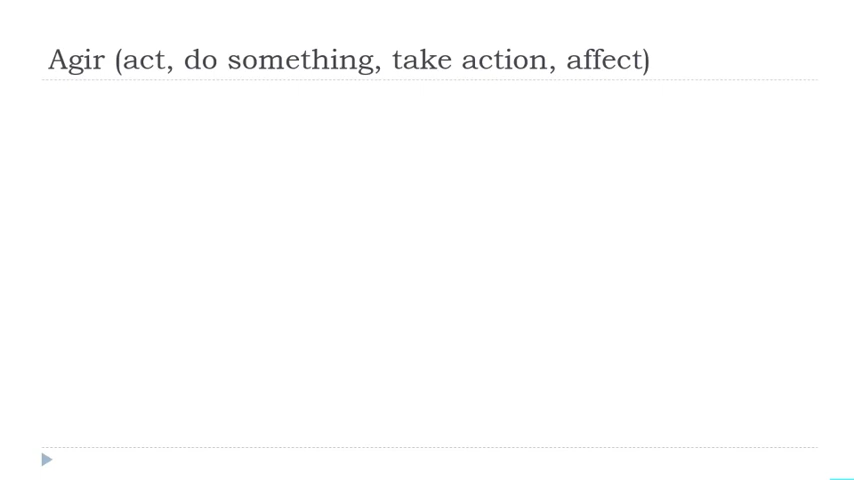 Agir (act, do something, take action, affect)